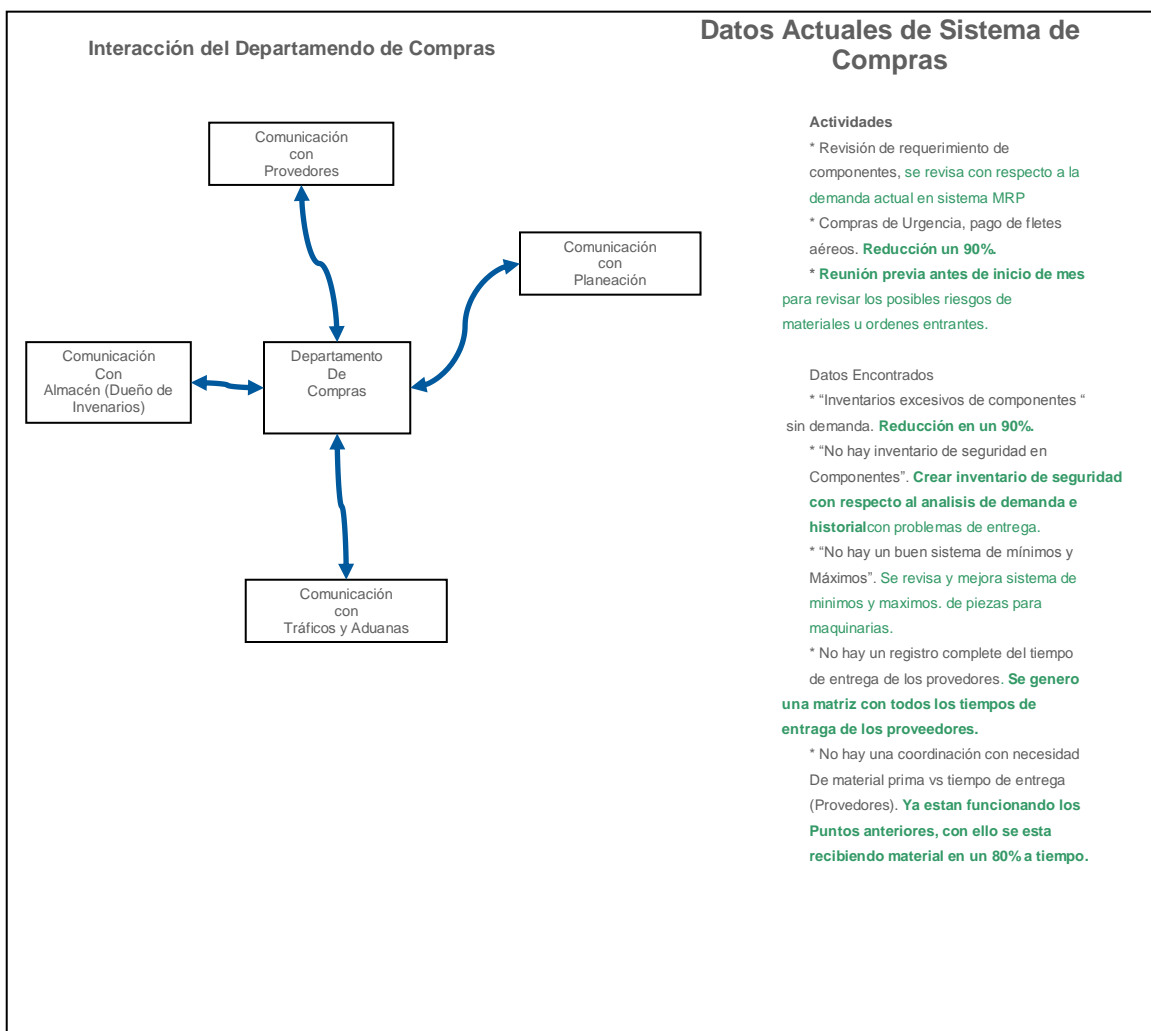 Interacción del Departamendo de Compras
Comunicación
con
Provedores
Comunicación
con
Planeación
Comunicación
Con
Almacén (Dueño de
Invenarios)
Departamento
De
Compras
Comunicación
con
Tráficos y Aduanas
Datos Actuales de Sistema de
Compras
Actividades
* Revisión de requerimiento de
componentes, se revisa con respecto a la
demanda actual en sistema MRP
* Compras de Urgencia, pago de fletes
aéreos. Reducción un 90%.
* Reunión previa antes de inicio de mes
para revisar los posibles riesgos de
materiales u ordenes entrantes.
Datos Encontrados
* “Inventarios excesivos de componentes “
sin demanda. Reducción en un 90%.
* “No hay inventario de seguridad en
Componentes”. Crear inventario de seguridad
con respecto al analisis de demanda e
historialcon problemas de entrega.
* “No hay un buen sistema de mínimos y
Máximos”. Se revisa y mejora sistema de
minimos y maximos. de piezas para
maquinarias.
* No hay un registro complete del tiempo
de entrega de los provedores. Se genero
una matriz con todos los tiempos de
entraga de los proveedores.
* No hay una coordinación con necesidad
De material prima vs tiempo de entrega
(Provedores). Ya estan funcionando los
Puntos anteriores, con ello se esta
recibiendo material en un 80% a tiempo.